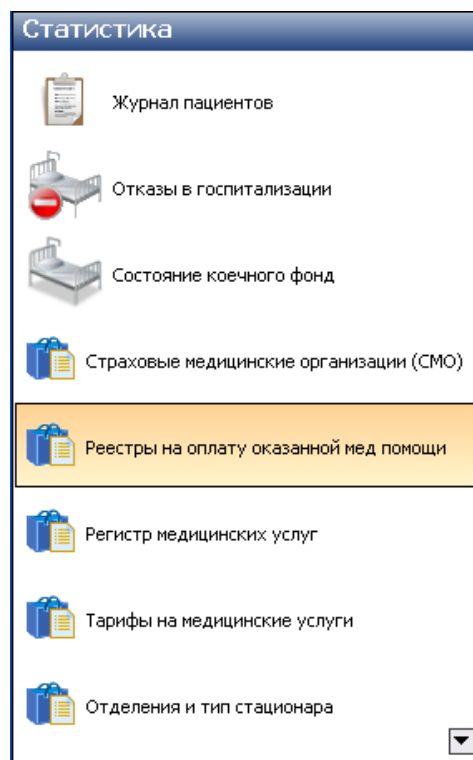 Статистика
Журнал пациентов
Отказы в госпитализации
Состояние коечного фонд
Страховые медицинские организации (СМО)
Реестры на оплату оказанной мед помощи
Регистр медицинских услуг
Тарифы на медицинские услуги
Отделения и тип стационара